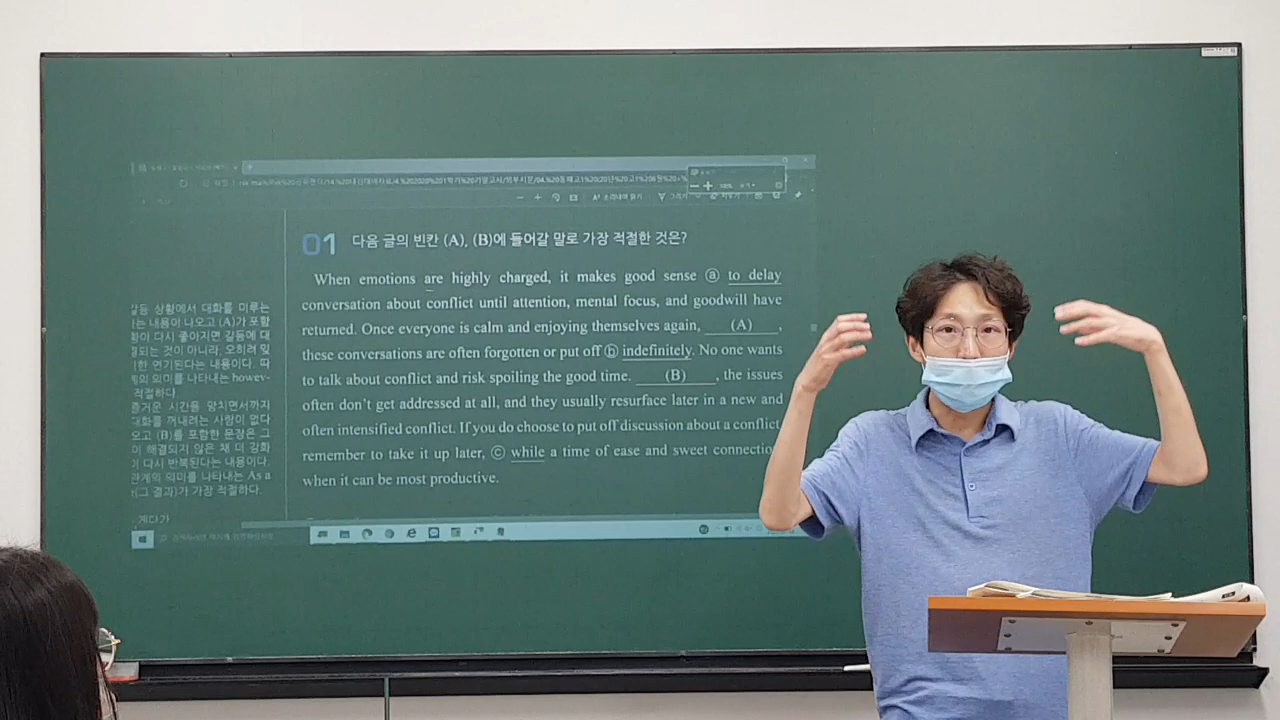 01 다음 글의 빈칸 (A), (B)에 들어갈 말로 가장 적절한 것은?
When emotions are highly charged, it makes good sense ⓐ to delay
conversation about conflict until attention, mental focus, and goodwill have
returned. Once everyone is calm and enjoying themselves again, (A) ,
these conversations are often forgotten or put off ⓑ indefinitely. No one wants
to talk about conflict and risk spoiling the good time. (B) , the issues
often don't get addressed at all, and they usually resurface later in a new and
often intensified conflict. If you do choose to put off discussion about a conflict
remember to take it up later, ⓒ while a time of ease and sweet connection
when it can be most productive.
갈등 상황에서 대화를 미루는
는 내용이 나오고 (A)가 포함
황이 다시 좋아지면 갈등에 대
되는 것이 아니라, 오히려 잊
한 연기된다는 내용이다. 따
의 의미를 나타내는 howev-
적절하다
즐거운 시간을 망치면서까지
대화를 꺼내려는 사람이 없다
오고 (B)를 포함한 문장은 그
이 해결되지 않은 채 더 강화
이 다시 반복된다는 내용이다.
관계의 의미를 나타내는 As a
(그 결과)가 가장 적절하다.
게다가